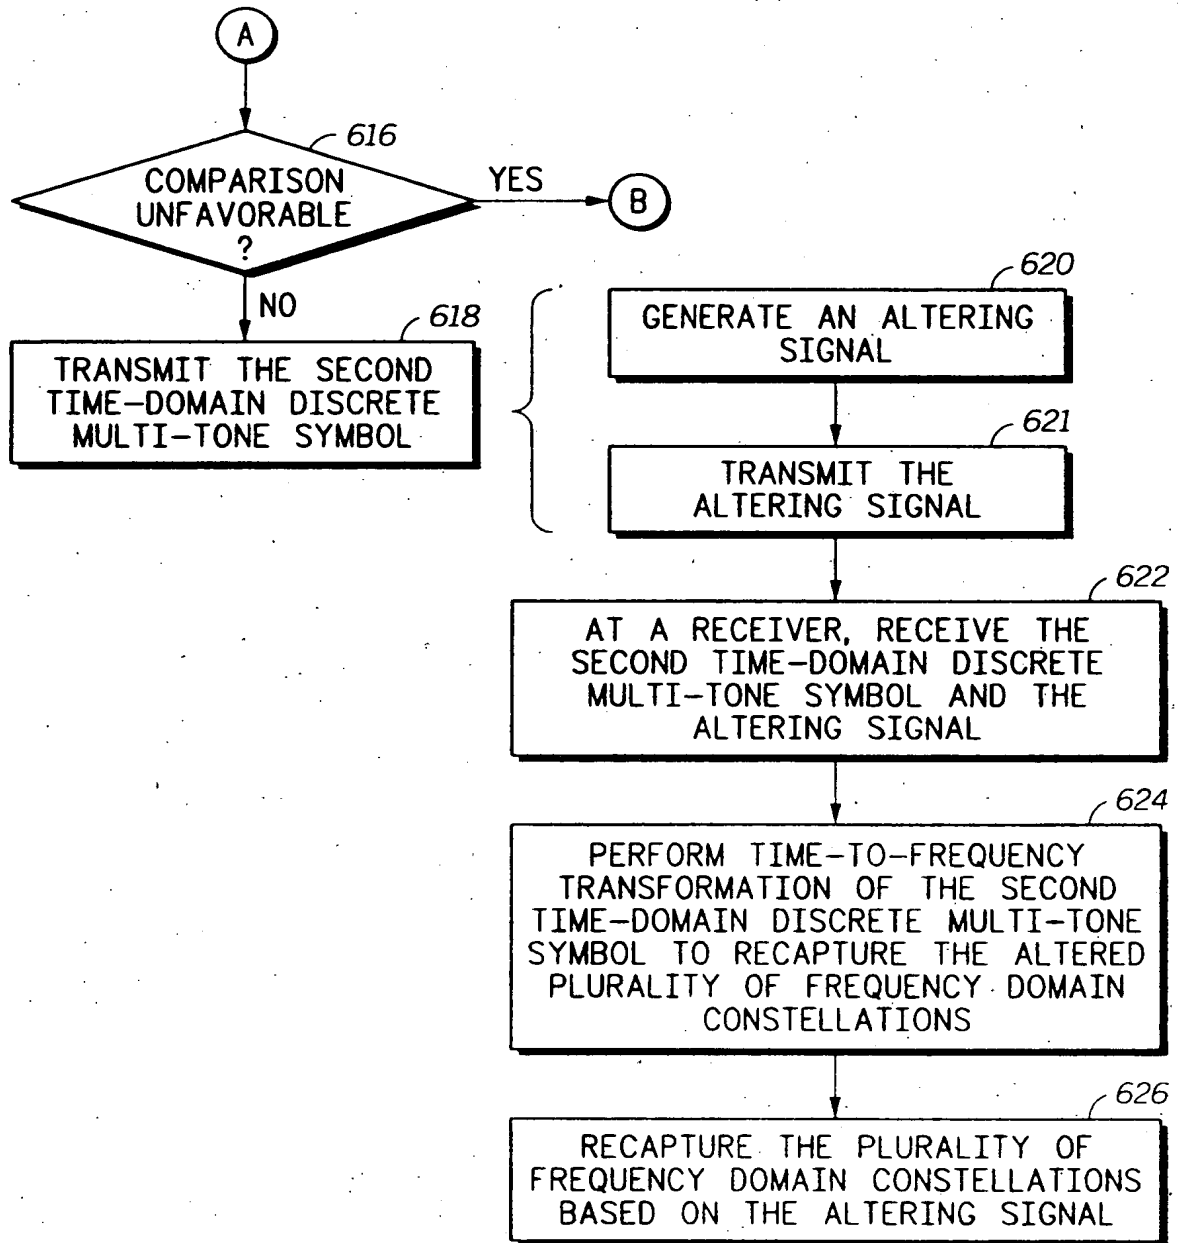 A
616
COMPARISON
UNFAVORABLE
?
YES
B
NO
618
TRANSMIT THE SECOND
TIME-DOMAIN DISCRETE
MULTI-TONE SYMBOL
620
GENERATE AN ALTERING
SIGNAL
621
TRANSMIT THE
ALTERING SIGNAL
622
AT A RECEIVER, RECEIVE THE
SECOND TIME-DOMAIN DISCRETE
MULTI-TONE SYMBOL AND THE
ALTERING SIGNAL
624
PERFORM TIME-TO-FREQUENCY
TRANSFORMATION OF THE SECOND
TIME-DOMAIN DISCRETE MULTI-TONE
SYMBOL TO RECAPTURE THE ALTERED
PLURALITY OF FREQUENCY DOMAIN
CONSTELLATIONS
626
RECAPTURE THE PLURALITY OF
FREQUENCY DOMAIN CONSTELLATIONS
BASED ON THE ALTERING SIGNAL